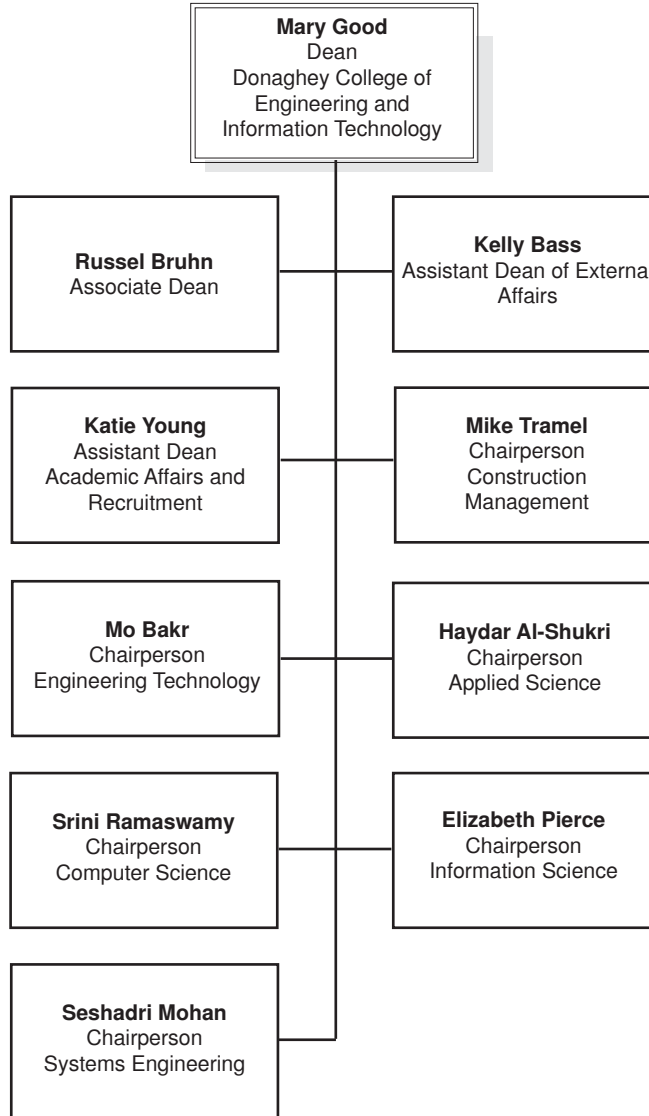 Mary Good
Dean
Donaghey College of
Engineering and
Information Technology
Russel Bruhn
Associate Dean
Kelly Bass
Assistant Dean of External
Affairs
Katie Young
Assistant Dean
Academic Affairs and
Recruitment
Mike Tramel
Chairperson
Construction
Management
Mo Bakr
Chairperson
Engineering Technology
Haydar Al-Shukri
Chairperson
Applied Science
Srini Ramaswamy
Chairperson
Computer Science
Elizabeth Pierce
Chairperson
Information Science
Seshadri Mohan
Chairperson
Systems Engineering